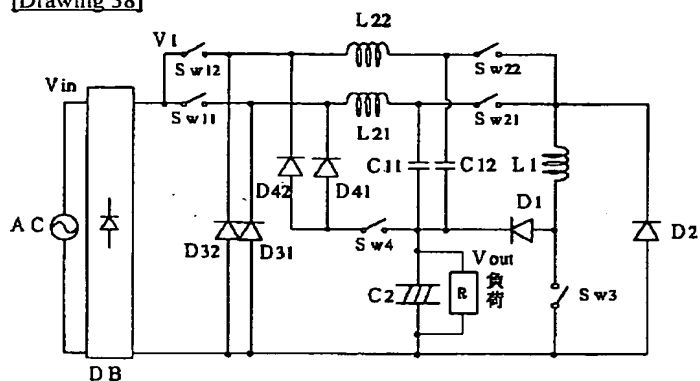 [Drawing 38]
L22
V1
Sw12
Sw22
Vin
Sw11
L21
Sw21
C11
C12
L1
D42
D41
D1
AC
D32
D31
Sw4
D2
Vout
負荷
C2
R
Sw3
DB